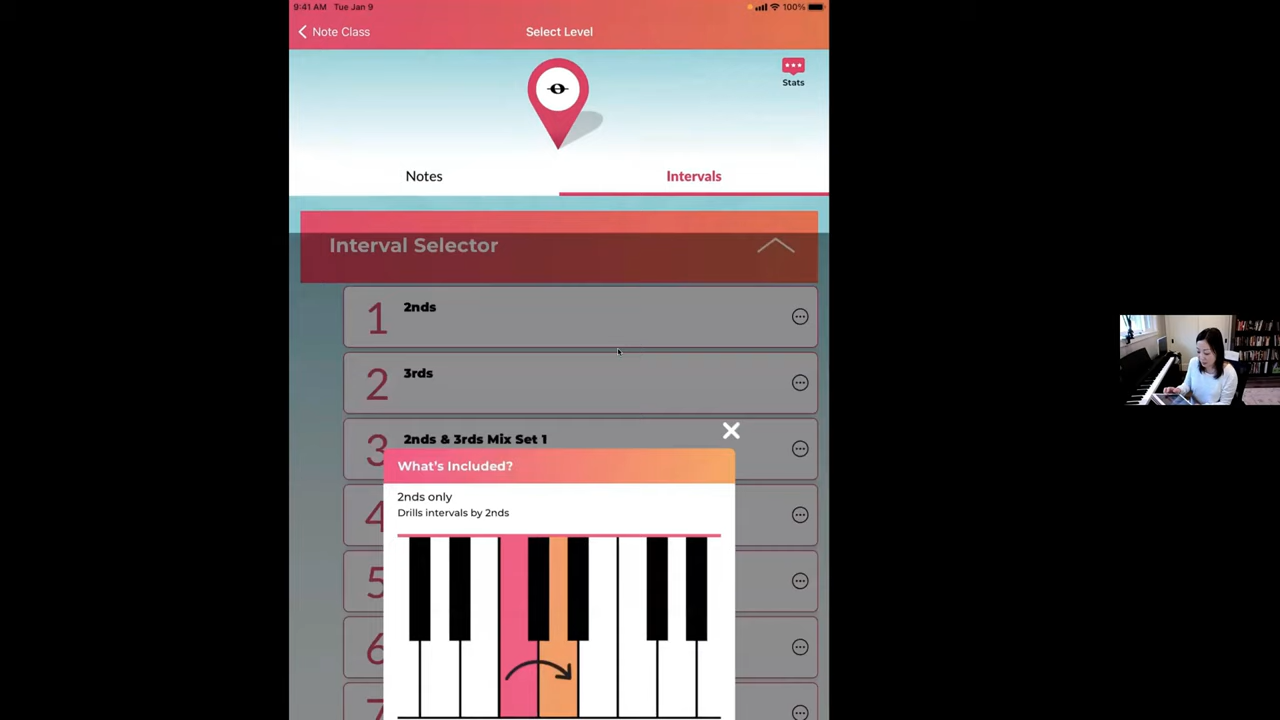 9:41 AM Tue Jan 9
100%
Note Class
Select Level
Stats
Notes
Intervals
Interval Selector
1 2nds
2 3rds
3 2nds & 3rds Mix Set 1
What's Included?
2nds only
Drills intervals by 2nds
4
5
6
7